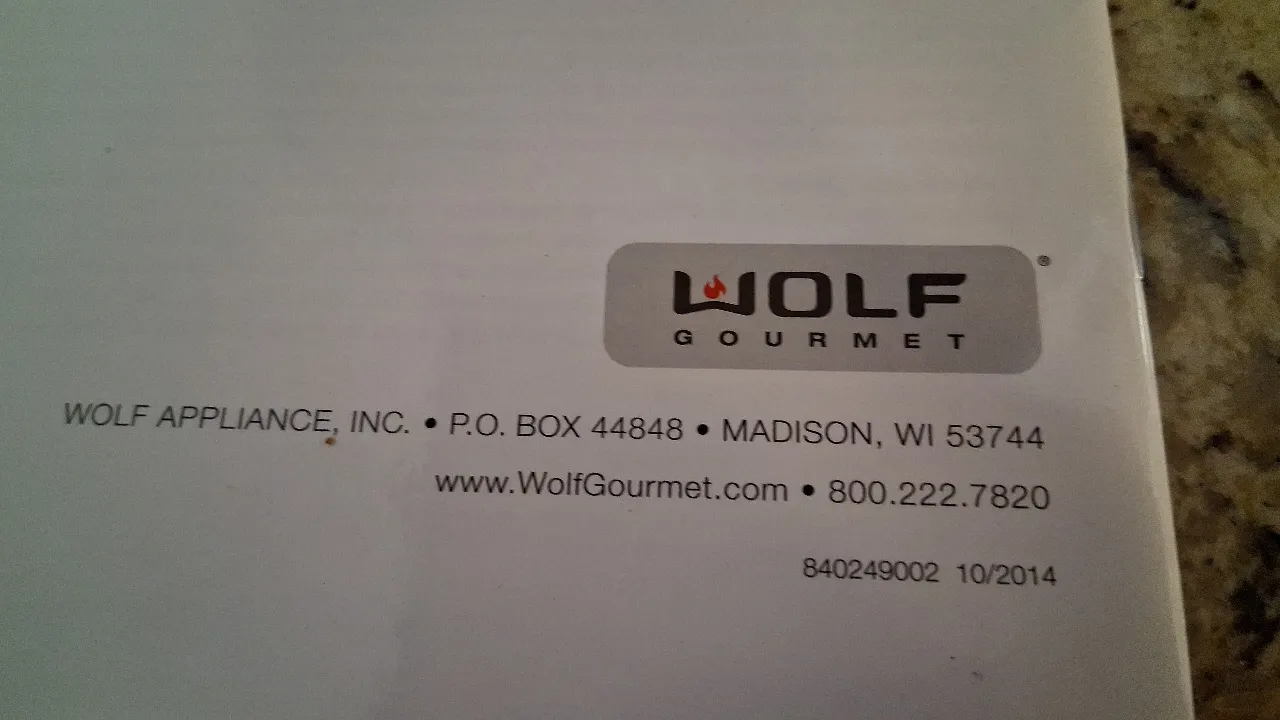 WOLF ®
GOURMET
WOLF APPLIANCE, INC. • P.O. BOX 44848 • MADISON, WI 53744
www.WolfGourmet.com • 800.222.7820
840249002 10/2014